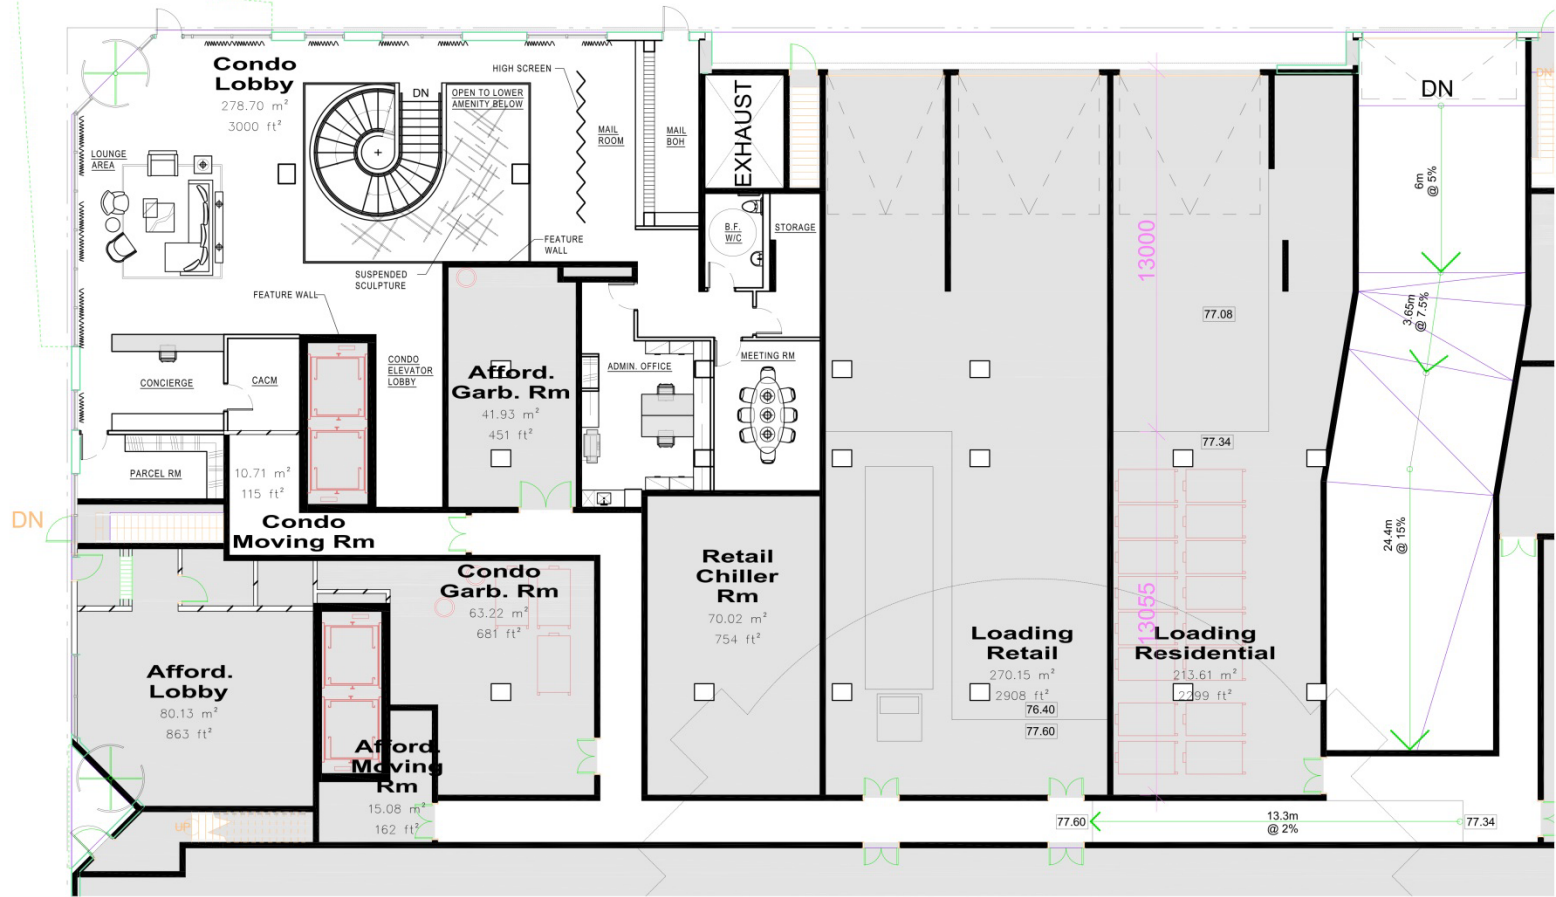 Condo
Lobby
278.70 m²
3000 ft²
DN
OPEN TO LOWER
AMENITY BELOW
HIGH SCREEN
MAIL
ROOM
MAIL
BOH
EXHAUST
LOUNGE
AREA
B.F.
W/C
STORAGE
FEATURE
WALL
SUSPENDED
SCULPTURE
FEATURE WALL
CONDO
ELEVATOR
LOBBY
CONCIERGE
CACM
PARCEL RM
10.71 m²
115 ft²
Condo
Moving Rm
Afford.
Garb. Rm
41.93 m²
451 ft²
ADMIN. OFFICE
MEETING RM
DN
Condo
Garb. Rm
63.22 m²
681 ft²
Retail
Chiller
Rm
70.02 m²
754 ft²
Afford.
Lobby
80.13 m²
863 ft²
Afford.
Moving
Rm
15.08 m²
162 ft²
UP
Loading
Retail
270.15 m²
2908 ft²
76.40
77.60
Loading
Residential
213.61 m²
2299 ft²
13000
13055
77.08
77.34
DN
6m
@ 5%
3.65m
@ 7.5%
24.4m
@ 15%
DN
77.60
13.3m
@ 2%
77.34